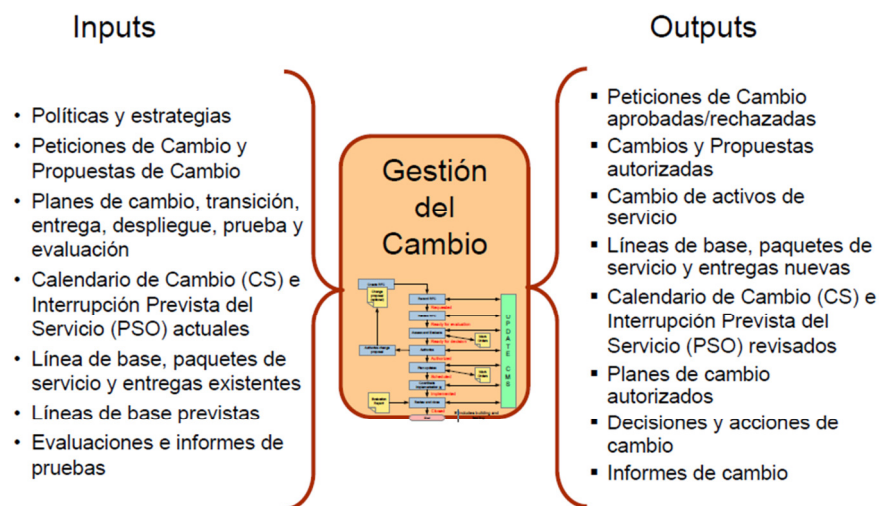 Inputs
• Políticas y estrategias
• Peticiones de Cambio y
Propuestas de Cambio
• Planes de cambio, transición,
entrega, despliegue, prueba y
evaluación
• Calendario de Cambio (CS) e
Interrupción Prevista del
Servicio (PSO) actuales
• Línea de base, paquetes de
servicio y entregas existentes
• Líneas de base previstas
• Evaluaciones e informes de
pruebas
Gestión
del
Cambio
UPDATE CMS
Outputs
▪ Peticiones de Cambio
aprobadas/rechazadas
▪ Cambios y Propuestas
autorizadas
▪ Cambio de activos de
servicio
▪ Líneas de base, paquetes de
servicio y entregas nuevas
▪ Calendario de Cambio (CS) e
Interrupción Prevista del
Servicio (PSO) revisados
▪ Planes de cambio
autorizados
▪ Decisiones y acciones de
cambio
▪ Informes de cambio